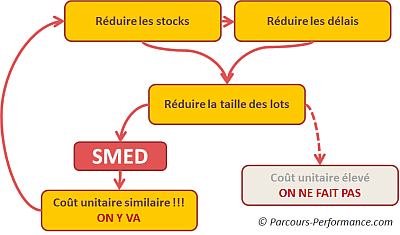 Réduire les stocks
Réduire les délais
Réduire la taille des lots
SMED
Coût unitaire similaire !!!
ON Y VA
Coût unitaire élevé
ON NE FAIT PAS
© Parcours-Performance.com